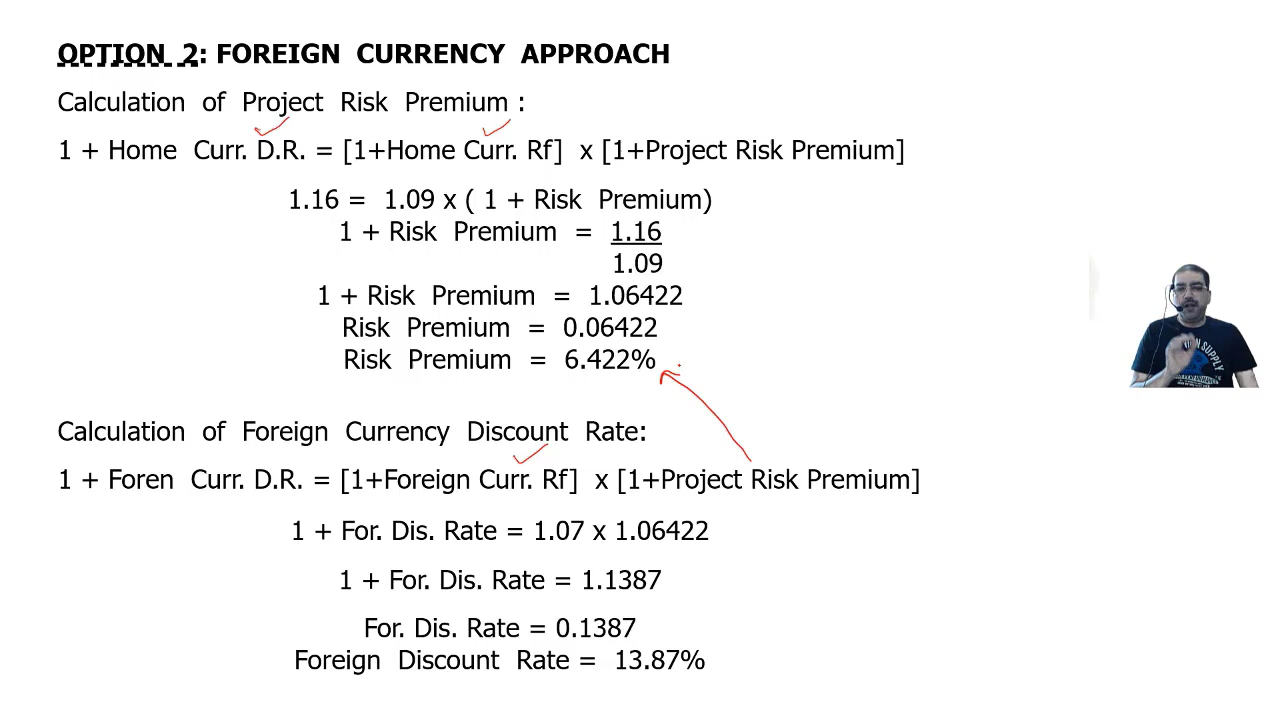 OPTION 2: FOREIGN CURRENCY APPROACH
Calculation of Project Risk Premium :
1 + Home Curr. D.R. = [1+Home Curr. Rf] x [1+Project Risk Premium]
1.16 = 1.09 x ( 1 + Risk Premium)
1 + Risk Premium = 1.16
1.09
1 + Risk Premium = 1.06422
Risk Premium = 0.06422
Risk Premium = 6.422%
Calculation of Foreign Currency Discount Rate:
1 + Foren Curr. D.R. = [1+Foreign Curr. Rf] x [1+Project Risk Premium]
1 + For. Dis. Rate = 1.07 x 1.06422
1 + For. Dis. Rate = 1.1387
For. Dis. Rate = 0.1387
Foreign Discount Rate = 13.87%
SUPPLY